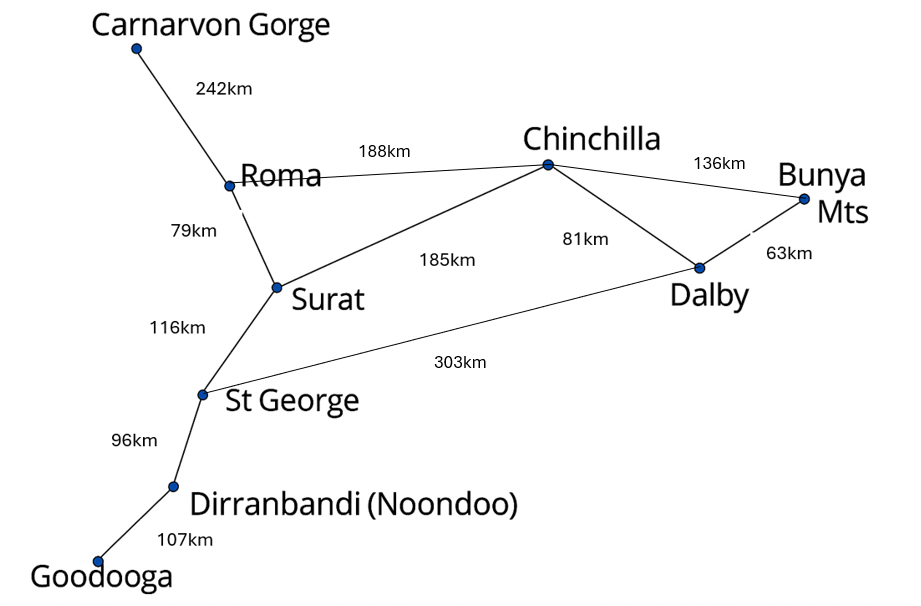 Carnarvon Gorge
242km
Chinchilla
188km
136km
Bunya
Mts
Roma
79km
81km
63km
185km
Surat
Dalby
116km
303km
St George
96km
Dirranbandi (Noondoo)
107km
Goodooga